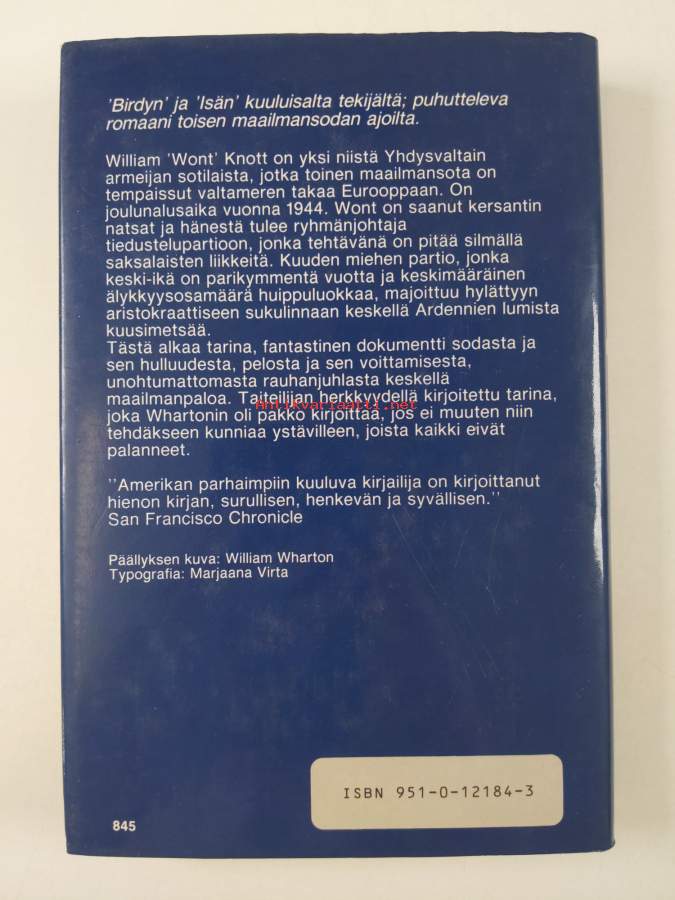 'Birdyn' ja 'Isän' kuuluisalta tekijältä; puhutteleva
romaani toisen maailmansodan ajoilta.
William 'Wont' Knott on yksi niistä Yhdysvaltain
armeijan sotilaista, jotka toinen maailmansota on
tempaissut valtameren takaa Eurooppaan. On
joulunalusaika vuonna 1944. Wont on saanut kersantin
natsat ja hänestä tulee ryhmänjohtaja
tiedustelupartioon, jonka tehtävänä on pitää silmällä
saksalaisten liikkeitä. Kuuden miehen partio, jonka
keski-ikä on parikymmentä vuotta ja keskimääräinen
älykkyysosamäärä huippuluokkaa, majoittuu hylättyyn
aristokraattiseen sukulinnaan keskellä Ardennien lumista
kuusimetsää.
Tästä alkaa tarina, fantastinen dokumentti sodasta ja
sen hulluudesta, pelosta ja sen voittamisesta,
unohtumattomasta rauhanjuhlasta keskellä
maailmanpaloa. Taiteilijan herkkyydellä kirjoitettu tarina,
Antikvariaatti.net
joka Whartonin oli pakko kirjoittaa, jos ei muuten niin
tehdäkseen kunniaa ystävilleen, joista kaikki eivät
palanneet.
"Amerikan parhaimpiin kuuluva kirjailija on kirjoittanut
hienon kirjan, surullisen, henkevän ja syvällisen."
San Francisco Chronicle
Päällyksen kuva: William Wharton
Typografia: Marjaana Virta
ISBN 951-0-12184-3
845